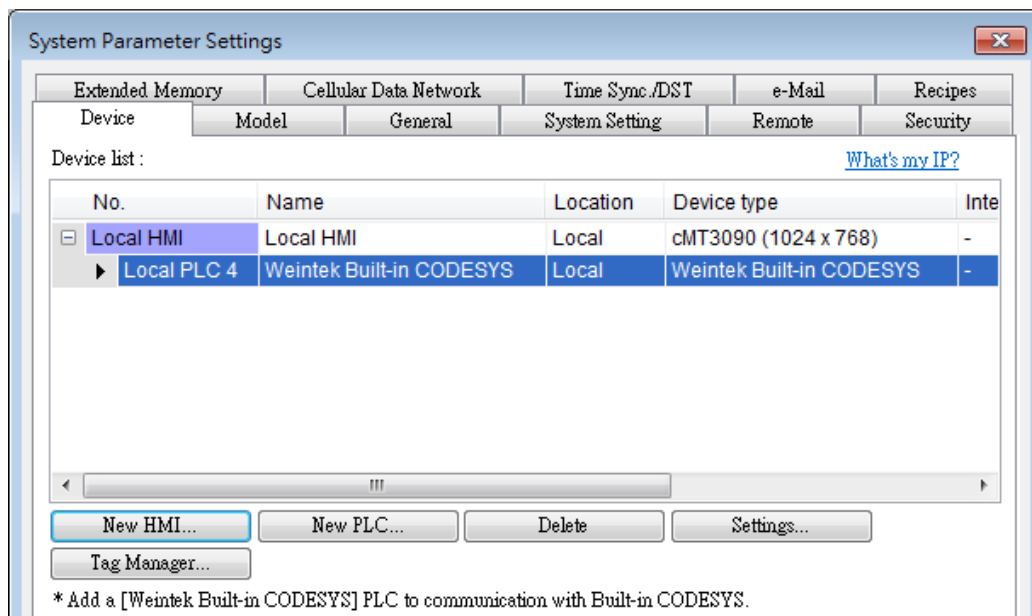 System Parameter Settings
Extended Memory Cellular Data Network Time Sync./DST e-Mail Recipes
Device Model General System Setting Remote Security
Device list : What's my IP?
No. Name Location Device type Inte
Local HMI Local HMI Local cMT3090 (1024 x 768) -
Local PLC 4 Weintek Built-in CODESYS Local Weintek Built-in CODESYS -
New HMI... New PLC... Delete Settings...
Tag Manager...
* Add a [Weintek Built-in CODESYS] PLC to communication with Built-in CODESYS.